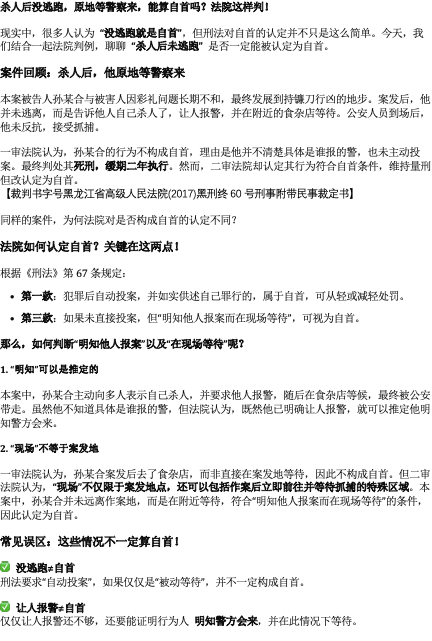 杀人后没逃跑，原地等警察来，能算自首吗？法院这样判！
现实中，很多人认为 “没逃跑就是自首”，但刑法对自首的认定并不只是这么简单。今天，我
们结合一起法院判例，聊聊 “杀人后未逃跑” 是否一定能被认定为自首。
案件回顾：杀人后，他原地等警察来
本案被告人孙某合与被害人因彩礼问题长期不和，最终发展到持镰刀行凶的地步。案发后，他
并未逃离，而是告诉他人自己杀人了，让人报警，并在附近的食杂店等待。公安人员到场后，
他未反抗，接受抓捕。
一审法院认为，孙某合的行为不构成自首，理由是他并不清楚具体是谁报的警，也未主动投
案。最终判处其死刑，缓期二年执行。然而，二审法院却认定其行为符合自首条件，维持量刑
但改认定为自首。
【裁判书字号黑龙江省高级人民法院(2017)黑刑终 60 号刑事附带民事裁定书】
同样的案件，为何法院对是否构成自首的认定不同？
法院如何认定自首？关键在这两点！
根据《刑法》第 67 条规定：
• 第一款：犯罪后自动投案，并如实供述自己罪行的，属于自首，可从轻或减轻处罚。
• 第三款：如果未直接投案，但“明知他人报案而在现场等待”，可视为自首。
那么，如何判断“明知他人报案”以及“在现场等待”呢？
1. “明知”可以是推定的
本案中，孙某合主动向多人表示自己杀人，并要求他人报警，随后在食杂店等候，最终被公安
带走。虽然他不知道具体是谁报的警，但法院认为，既然他已明确让人报警，就可以推定他明
知警方会来。
2. “现场”不等于案发地
一审法院认为，孙某合案发后去了食杂店，而非直接在案发地等待，因此不构成自首。但二审
法院认为，“现场”不仅限于案发地点，还可以包括作案后立即前往并等待抓捕的特殊区域。本
案中，孙某合并未远离作案地，而是在附近等待，符合“明知他人报案而在现场等待”的条件，
因此认定为自首。
常见误区：这些情况不一定算自首！
✅ 没逃跑≠自首
刑法要求“自动投案”，如果仅仅是“被动等待”，并不一定构成自首。
✅ 让人报警≠自首
仅仅让人报警还不够，还要能证明行为人 明知警方会来，并在此情况下等待。